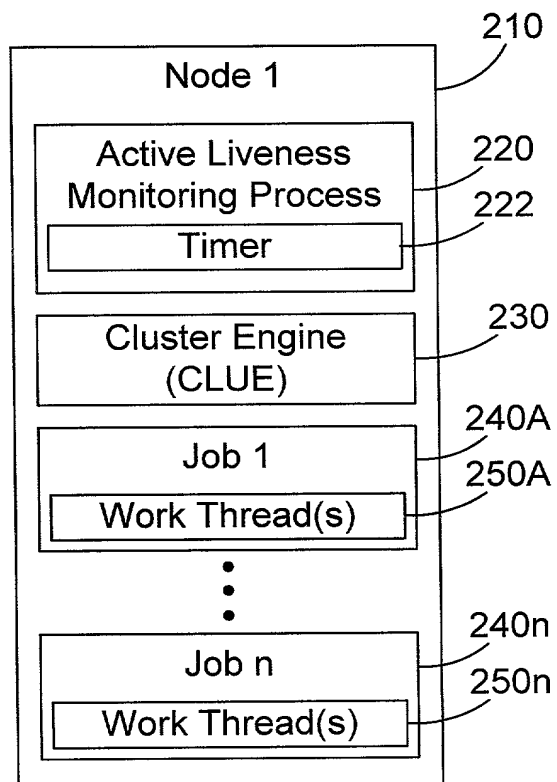 210
Node 1
Active Liveness
Monitoring Process
220
Timer
222
Cluster Engine
(CLUE)
230
Job 1
240A
Work Thread(s)
250A
Job n
240n
Work Thread(s)
250n